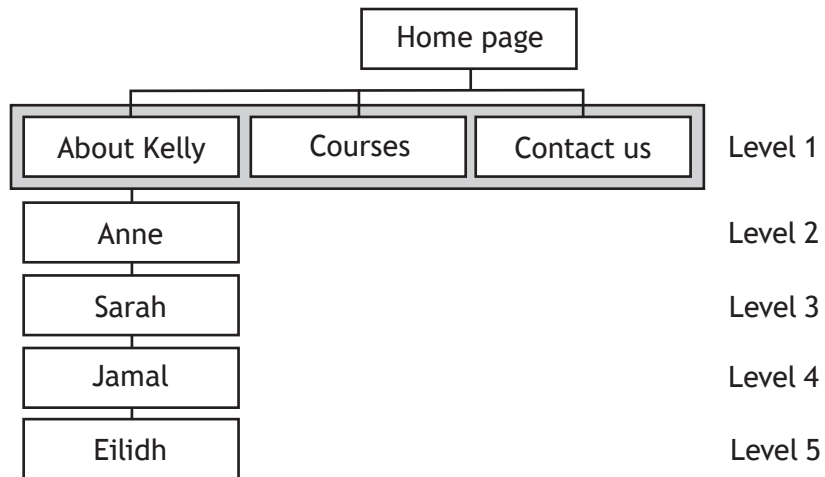 Home page
About Kelly Courses Contact us Level 1
Anne Level 2
Sarah Level 3
Jamal Level 4
Eilidh Level 5